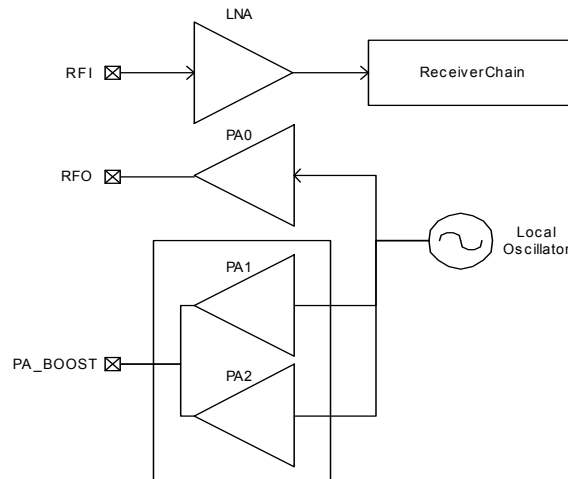 LNA
RFI
ReceiverChain
PA0
RFO
Local
Oscillator
PA1
PA_BOOST
PA2